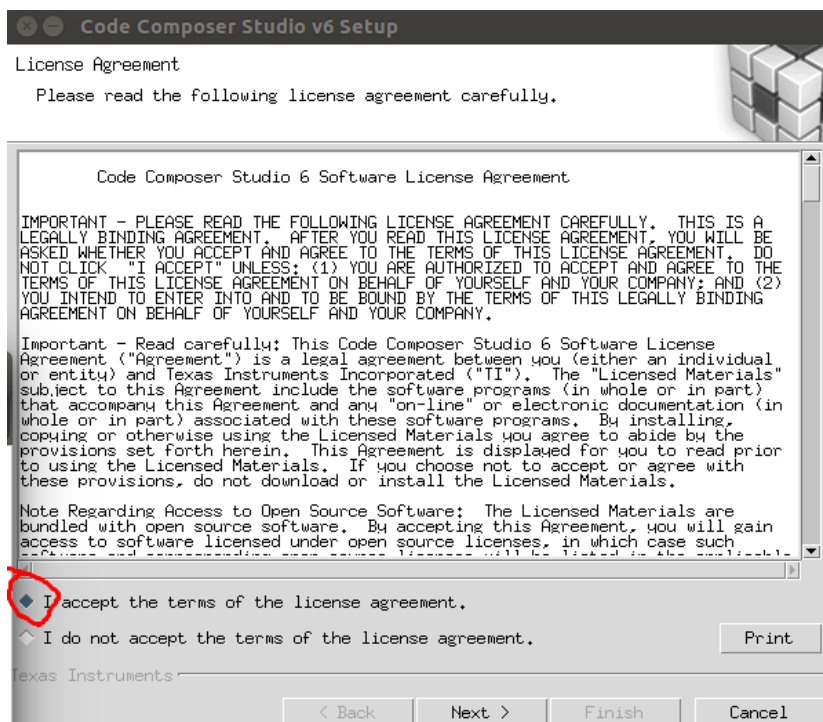 Code Composer Studio v6 Setup
License Agreement
Please read the following license agreement carefully.
Code Composer Studio 6 Software License Agreement
IMPORTANT - PLEASE READ THE FOLLOWING LICENSE AGREEMENT CAREFULLY. THIS IS A
LEGALLY BINDING AGREEMENT. AFTER YOU READ THIS LICENSE AGREEMENT, YOU WILL BE
ASKED WHETHER YOU ACCEPT AND AGREE TO THE TERMS OF THIS LICENSE AGREEMENT. DO
NOT CLICK "I ACCEPT" UNLESS: (1) YOU ARE AUTHORIZED TO ACCEPT AND AGREE TO THE
TERMS OF THIS LICENSE AGREEMENT ON BEHALF OF YOURSELF AND YOUR COMPANY; AND (2)
YOU INTEND TO ENTER INTO AND TO BE BOUND BY THE TERMS OF THIS LEGALLY BINDING
AGREEMENT ON BEHALF OF YOURSELF AND YOUR COMPANY.
Important - Read carefully: This Code Composer Studio 6 Software License
Agreement ("Agreement") is a legal agreement between you (either an individual
or entity) and Texas Instruments Incorporated ("TI"). The "Licensed Materials"
subject to this Agreement include the software programs (in whole or in part)
that accompany this Agreement and any "on-line" or electronic documentation (in
whole or in part) associated with these software programs. By installing,
copying or otherwise using the Licensed Materials you agree to abide by the
provisions set forth herein. This Agreement is displayed for you to read prior
to using the Licensed Materials. If you choose not to accept or agree with
these provisions, do not download or install the Licensed Materials.
Note Regarding Access to Open Source Software: The Licensed Materials are
bundled with open source software. By accepting this Agreement, you will gain
access to software licensed under open source licenses, in which case such
I accept the terms of the license agreement.
I do not accept the terms of the license agreement.
Print
Texas Instruments
< Back
Next >
Finish
Cancel